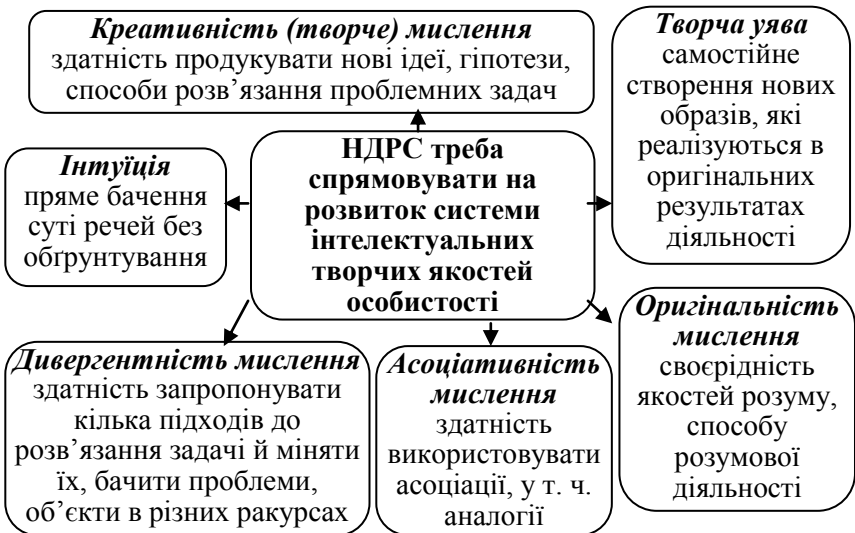 Креативність (творче) мислення
здатність продукувати нові ідеї, гіпотези,
способи розв’язання проблемних задач
Творча уява
самостійне
створення нових
образів, які
реалізуються в
оригінальних
результатах
діяльності
Інтуїція
пряме бачення
суті речей без
обґрунтування
НДРС треба
спрямовувати на
розвиток системи
інтелектуальних
творчих якостей
особистості
Оригінальність
мислення
своєрідність
якостей розуму,
способу
розумової
діяльності
Дивергентність мислення
здатність запропонувати
кілька підходів до
розв’язання задачі й міняти
їх, бачити проблеми,
об’єкти в різних ракурсах
Асоціативність
мислення
здатність
використовувати
асоціації, у т. ч.
аналогії